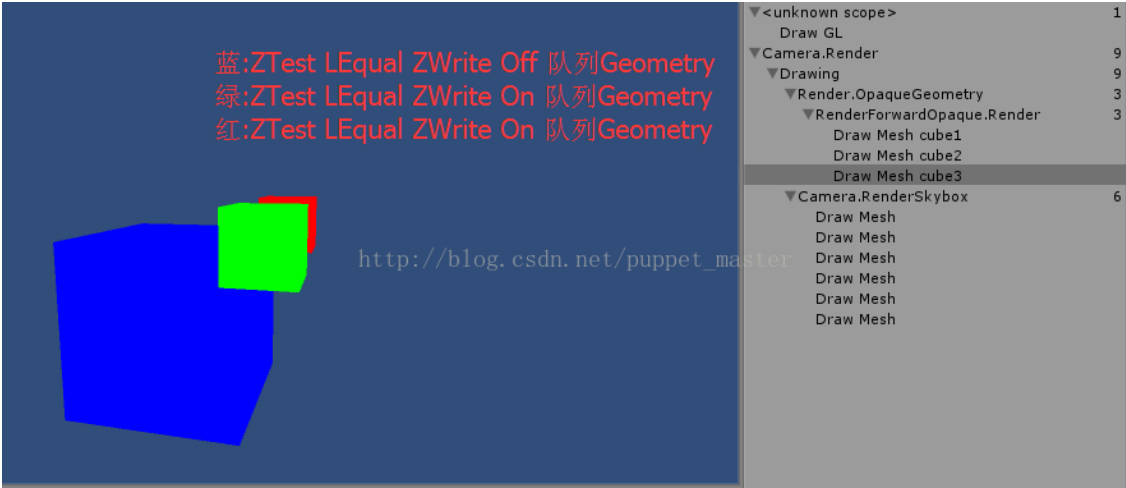 蓝:ZTest LEqual ZWrite Off 队列Geometry
绿:ZTest LEqual ZWrite On 队列Geometry
红:ZTest LEqual ZWrite On 队列Geometry
http://blog.csdn.net/puppet_master
<unknown scope> 1
Draw GL
Camera.Render 9
Drawing 9
Render.OpaqueGeometry 3
RenderForwardOpaque.Render 3
Draw Mesh cube1
Draw Mesh cube2
Draw Mesh cube3
Camera.RenderSkybox 6
Draw Mesh
Draw Mesh
Draw Mesh
Draw Mesh
Draw Mesh
Draw Mesh